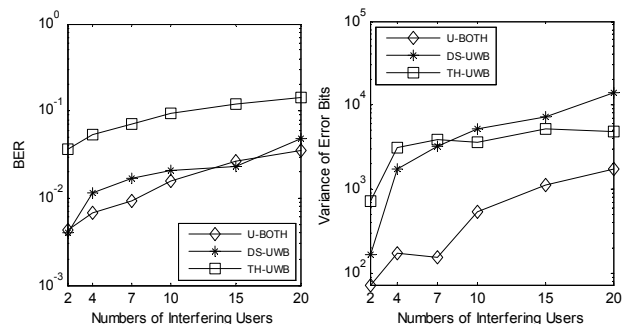 10^0
10^-1
10^-2
10^-3
BER
2 4 7 10 15 20
Numbers of Interfering Users
U-BOTH
DS-UWB
TH-UWB
10^5
10^4
10^3
10^2
Variance of Error Bits
2 4 7 10 15 20
Numbers of Interfering Users
U-BOTH
DS-UWB
TH-UWB